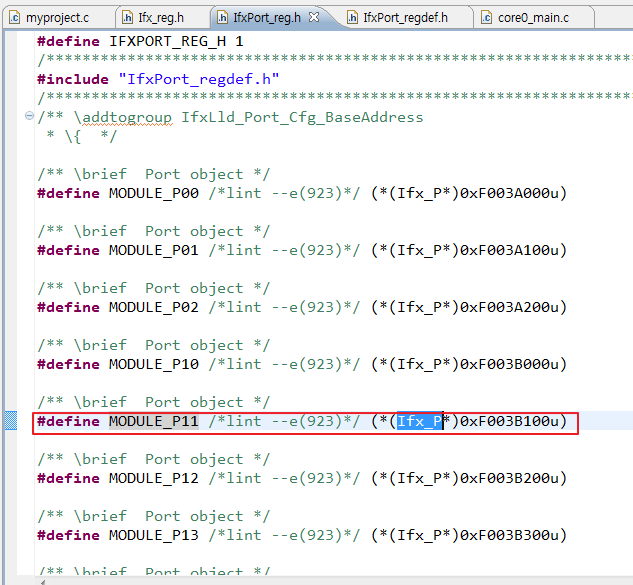 myproject.c Ifx_reg.h IfxPort_reg.h IfxPort_regdef.h core0_main.c
#define IFXPORT_REG_H 1
/******************************************************************
#include "IfxPort_regdef.h"
/******************************************************************
/** \addtogroup IfxLld_Port_Cfg_BaseAddress
 * \{  */
/** \brief  Port object */
#define MODULE_P00 /*lint --e(923)*/ (*(Ifx_P*)0xF003A000u)
/** \brief  Port object */
#define MODULE_P01 /*lint --e(923)*/ (*(Ifx_P*)0xF003A100u)
/** \brief  Port object */
#define MODULE_P02 /*lint --e(923)*/ (*(Ifx_P*)0xF003A200u)
/** \brief  Port object */
#define MODULE_P10 /*lint --e(923)*/ (*(Ifx_P*)0xF003B000u)
/** \brief  Port object */
#define MODULE_P11 /*lint --e(923)*/ (*(Ifx_P*)0xF003B100u)
/** \brief  Port object */
#define MODULE_P12 /*lint --e(923)*/ (*(Ifx_P*)0xF003B200u)
/** \brief  Port object */
#define MODULE_P13 /*lint --e(923)*/ (*(Ifx_P*)0xF003B300u)
/** \brief  Port object */